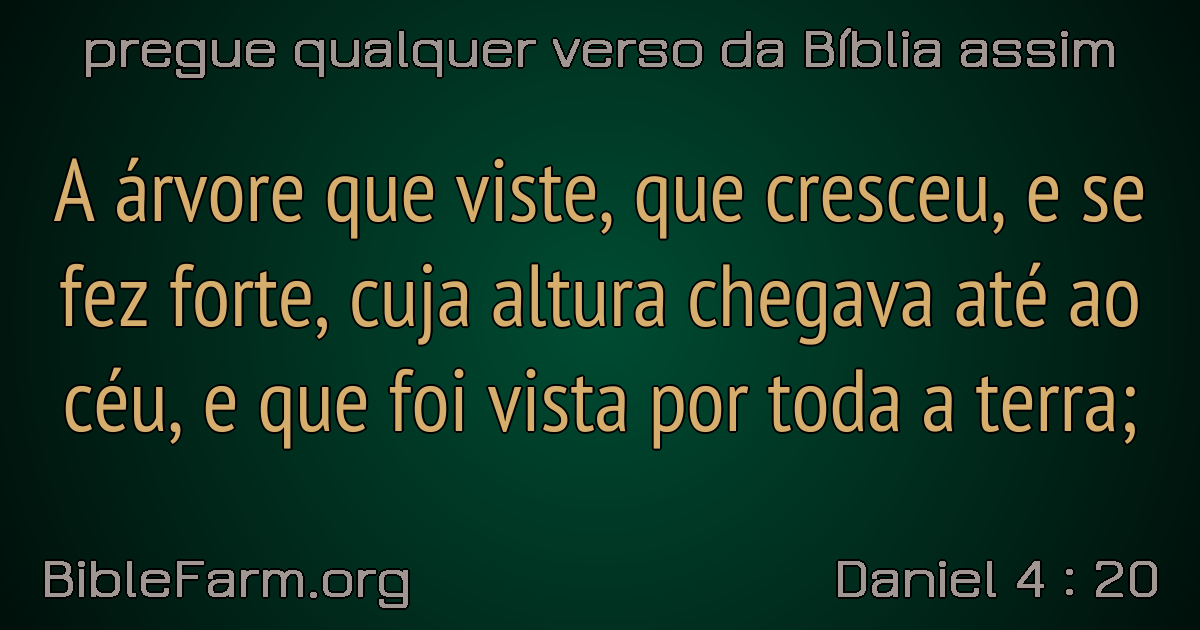 pregue qualquer verso da Bíblia assim
A árvore que viste, que cresceu, e se
fez forte, cuja altura chegava até ao
céu, e que foi vista por toda a terra;
BibleFarm.org
Daniel 4 : 20